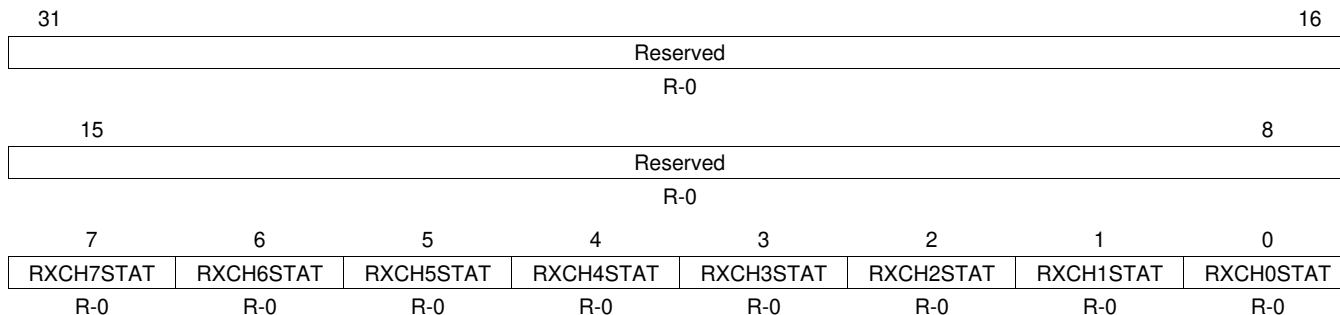 31 16
Reserved
R-0
15 8
Reserved
R-0
7 6 5 4 3 2 1 0
RXCH7STAT RXCH6STAT RXCH5STAT RXCH4STAT RXCH3STAT RXCH2STAT RXCH1STAT RXCH0STAT
R-0 R-0 R-0 R-0 R-0 R-0 R-0 R-0